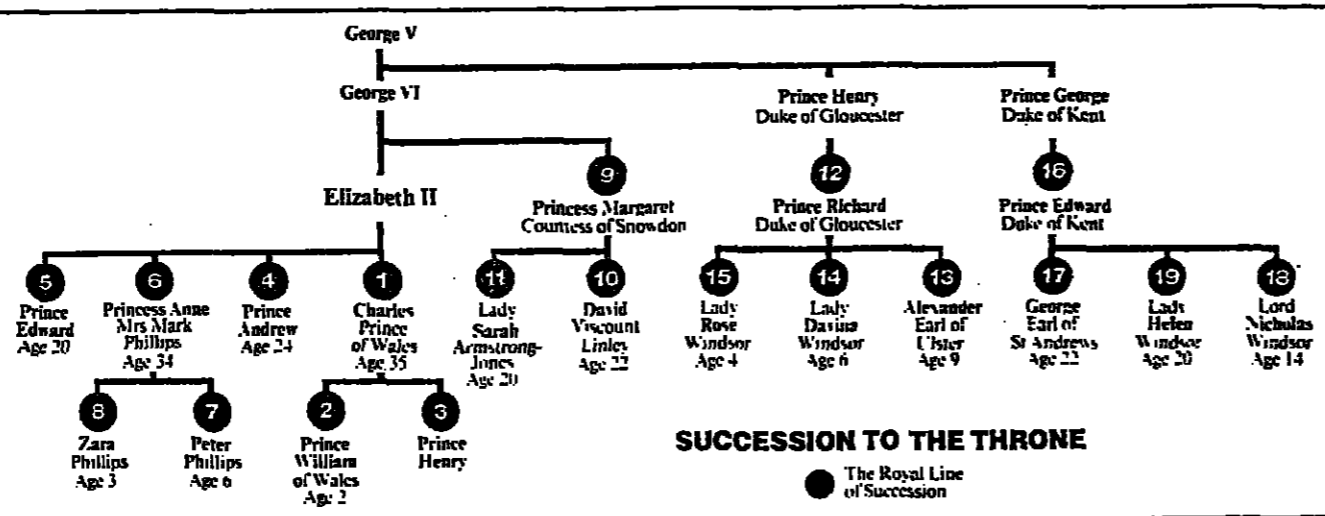 George V
George VI
Prince Henry
Duke of Gloucester
Prince George
Duke of Kent
Elizabeth II
9
Princess Margaret
Countess of Snowdon
12
Prince Richard
Duke of Gloucester
16
Prince Edward
Duke of Kent
5
Prince
Edward
Age 20
6
Princess Anne
Mrs Mark
Phillips
Age 34
4
Prince
Andrew
Age 24
1
Charles
Prince
of Wales
Age 35
11
Lady
Sarah
Armstrong-
Jones
Age 20
10
David
Viscount
Linley
Age 22
15
Lady
Rose
Windsor
Age 4
14
Lady
Davina
Windsor
Age 6
13
Alexander
Earl of
Ulster
Age 9
17
George
Earl of
St Andrews
Age 22
19
Lady
Helen
Windsor
Age 20
18
Lord
Nicholas
Windsor
Age 14
8
Zara
Phillips
Age 3
7
Peter
Phillips
Age 6
2
Prince
William
of Wales
Age 2
3
Prince
Henry
SUCCESSION TO THE THRONE
The Royal Line
of Succession